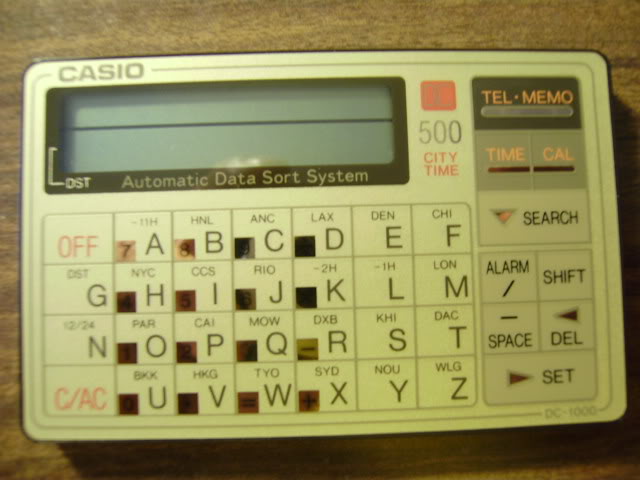 CASIO
TEL·MEMO
500
CITY
TIME
TIME CAL
DST
Automatic Data Sort System
SEARCH
-11H HNL ANC LAX DEN CHI
OFF 7 A 8 B C D E F
DST NYC CCS RIO -2H -1H LON
G 4 H 5 I 6 J K L M
ALARM / SHIFT
12/24 PAR CAI MOW DXB KHI DAC
N 1 O 2 P Q - R S T
— SPACE DEL
BKK HKG TYO SYD NOU WLG
C/AC 0 U · V = W + X Y Z
SET
DC-1000